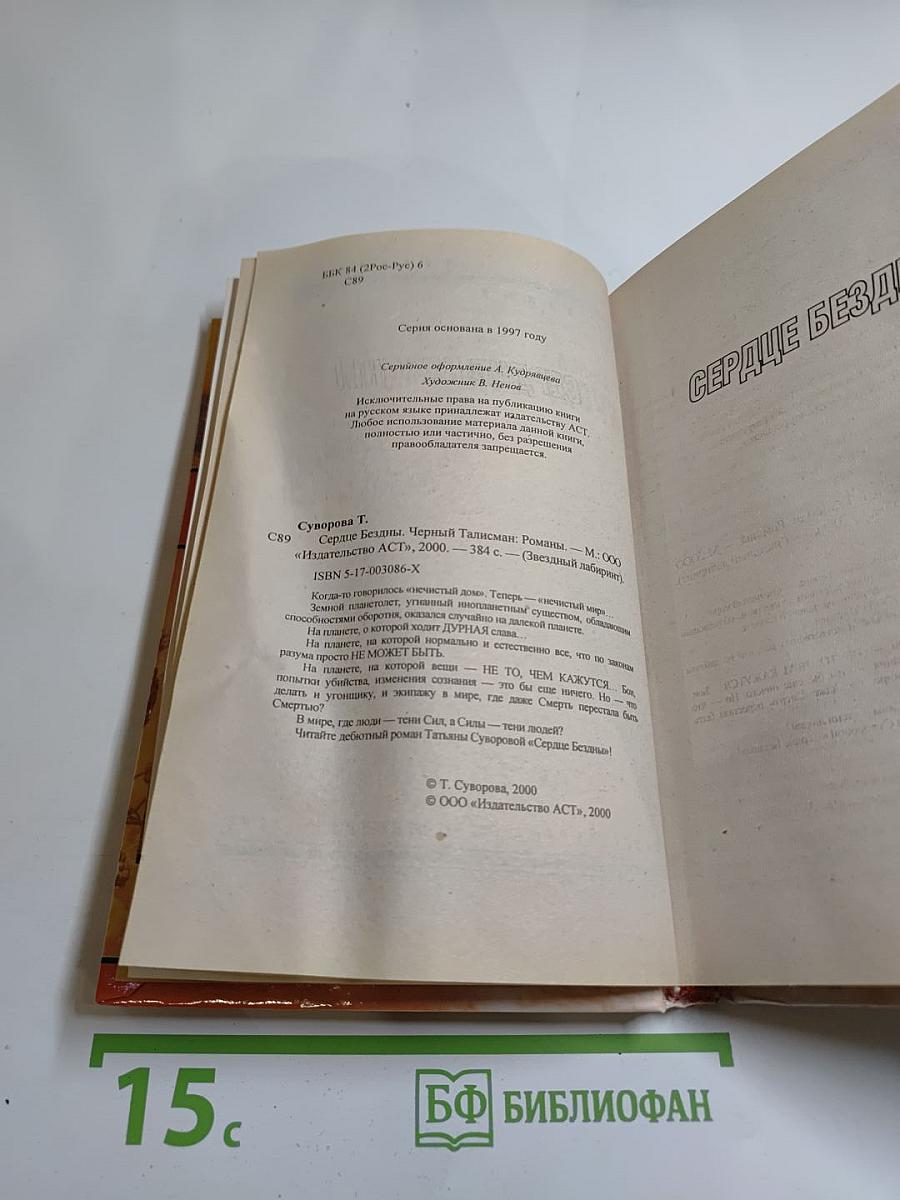 ББК 84 (2Рос-Рус) 6
С89
Серия основана в 1997 году
Серийное оформление А. Кудрявцева
Художник В. Ненов
Исключительные права на публикацию книги
на русском языке принадлежат издательству АСТ.
Любое использование материала данной книги,
полностью или частично, без разрешения
правообладателя запрещается.
Суворова Т.
С89 Сердце Бездны. Черный Талисман: Романы. — М.: ООО
«Издательство АСТ», 2000. — 384 с. — (Звездный лабиринт).
ISBN 5-17-003086-X
Когда-то говорилось «нечистый дом». Теперь — «нечистый мир»...
Земной планетолет, угнанный инопланетным существом, обладающим
способностями оборотня, оказался случайно на далекой планете.
На планете, о которой ходит ДУРНАЯ слава...
На планете, на которой нормально и естественно все, что по законам
разума просто НЕ МОЖЕТ БЫТЬ.
На планете, на которой вещи — НЕ ТО, ЧЕМ КАЖУТСЯ... Бои,
попытки убийства, изменения сознания — это бы еще ничего. Но — что
делать и угонщику, и экипажу в мире, где даже Смерть перестала быть
Смертью?
В мире, где люди — тени Сил, а Силы — тени людей?
Читайте дебютный роман Татьяны Суворовой «Сердце Бездны»!
© Т. Суворова, 2000
© ООО «Издательство АСТ», 2000
СЕРДЦЕ БЕЗД
15 с
БФ БИБЛИОФАН